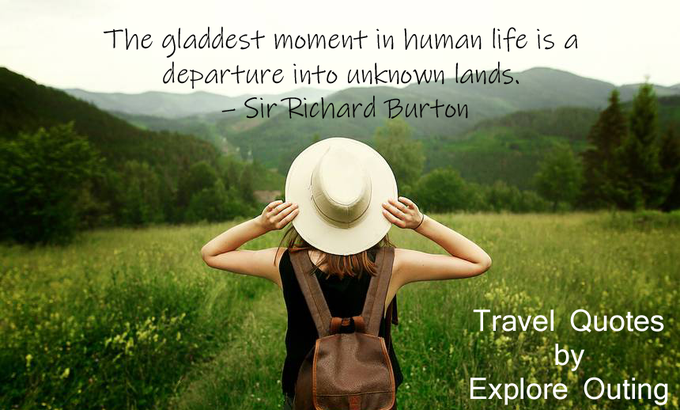 The gladdest moment in human life is a
departure into unknown lands.
– Sir Richard Burton
Travel Quotes
by
Explore Outing